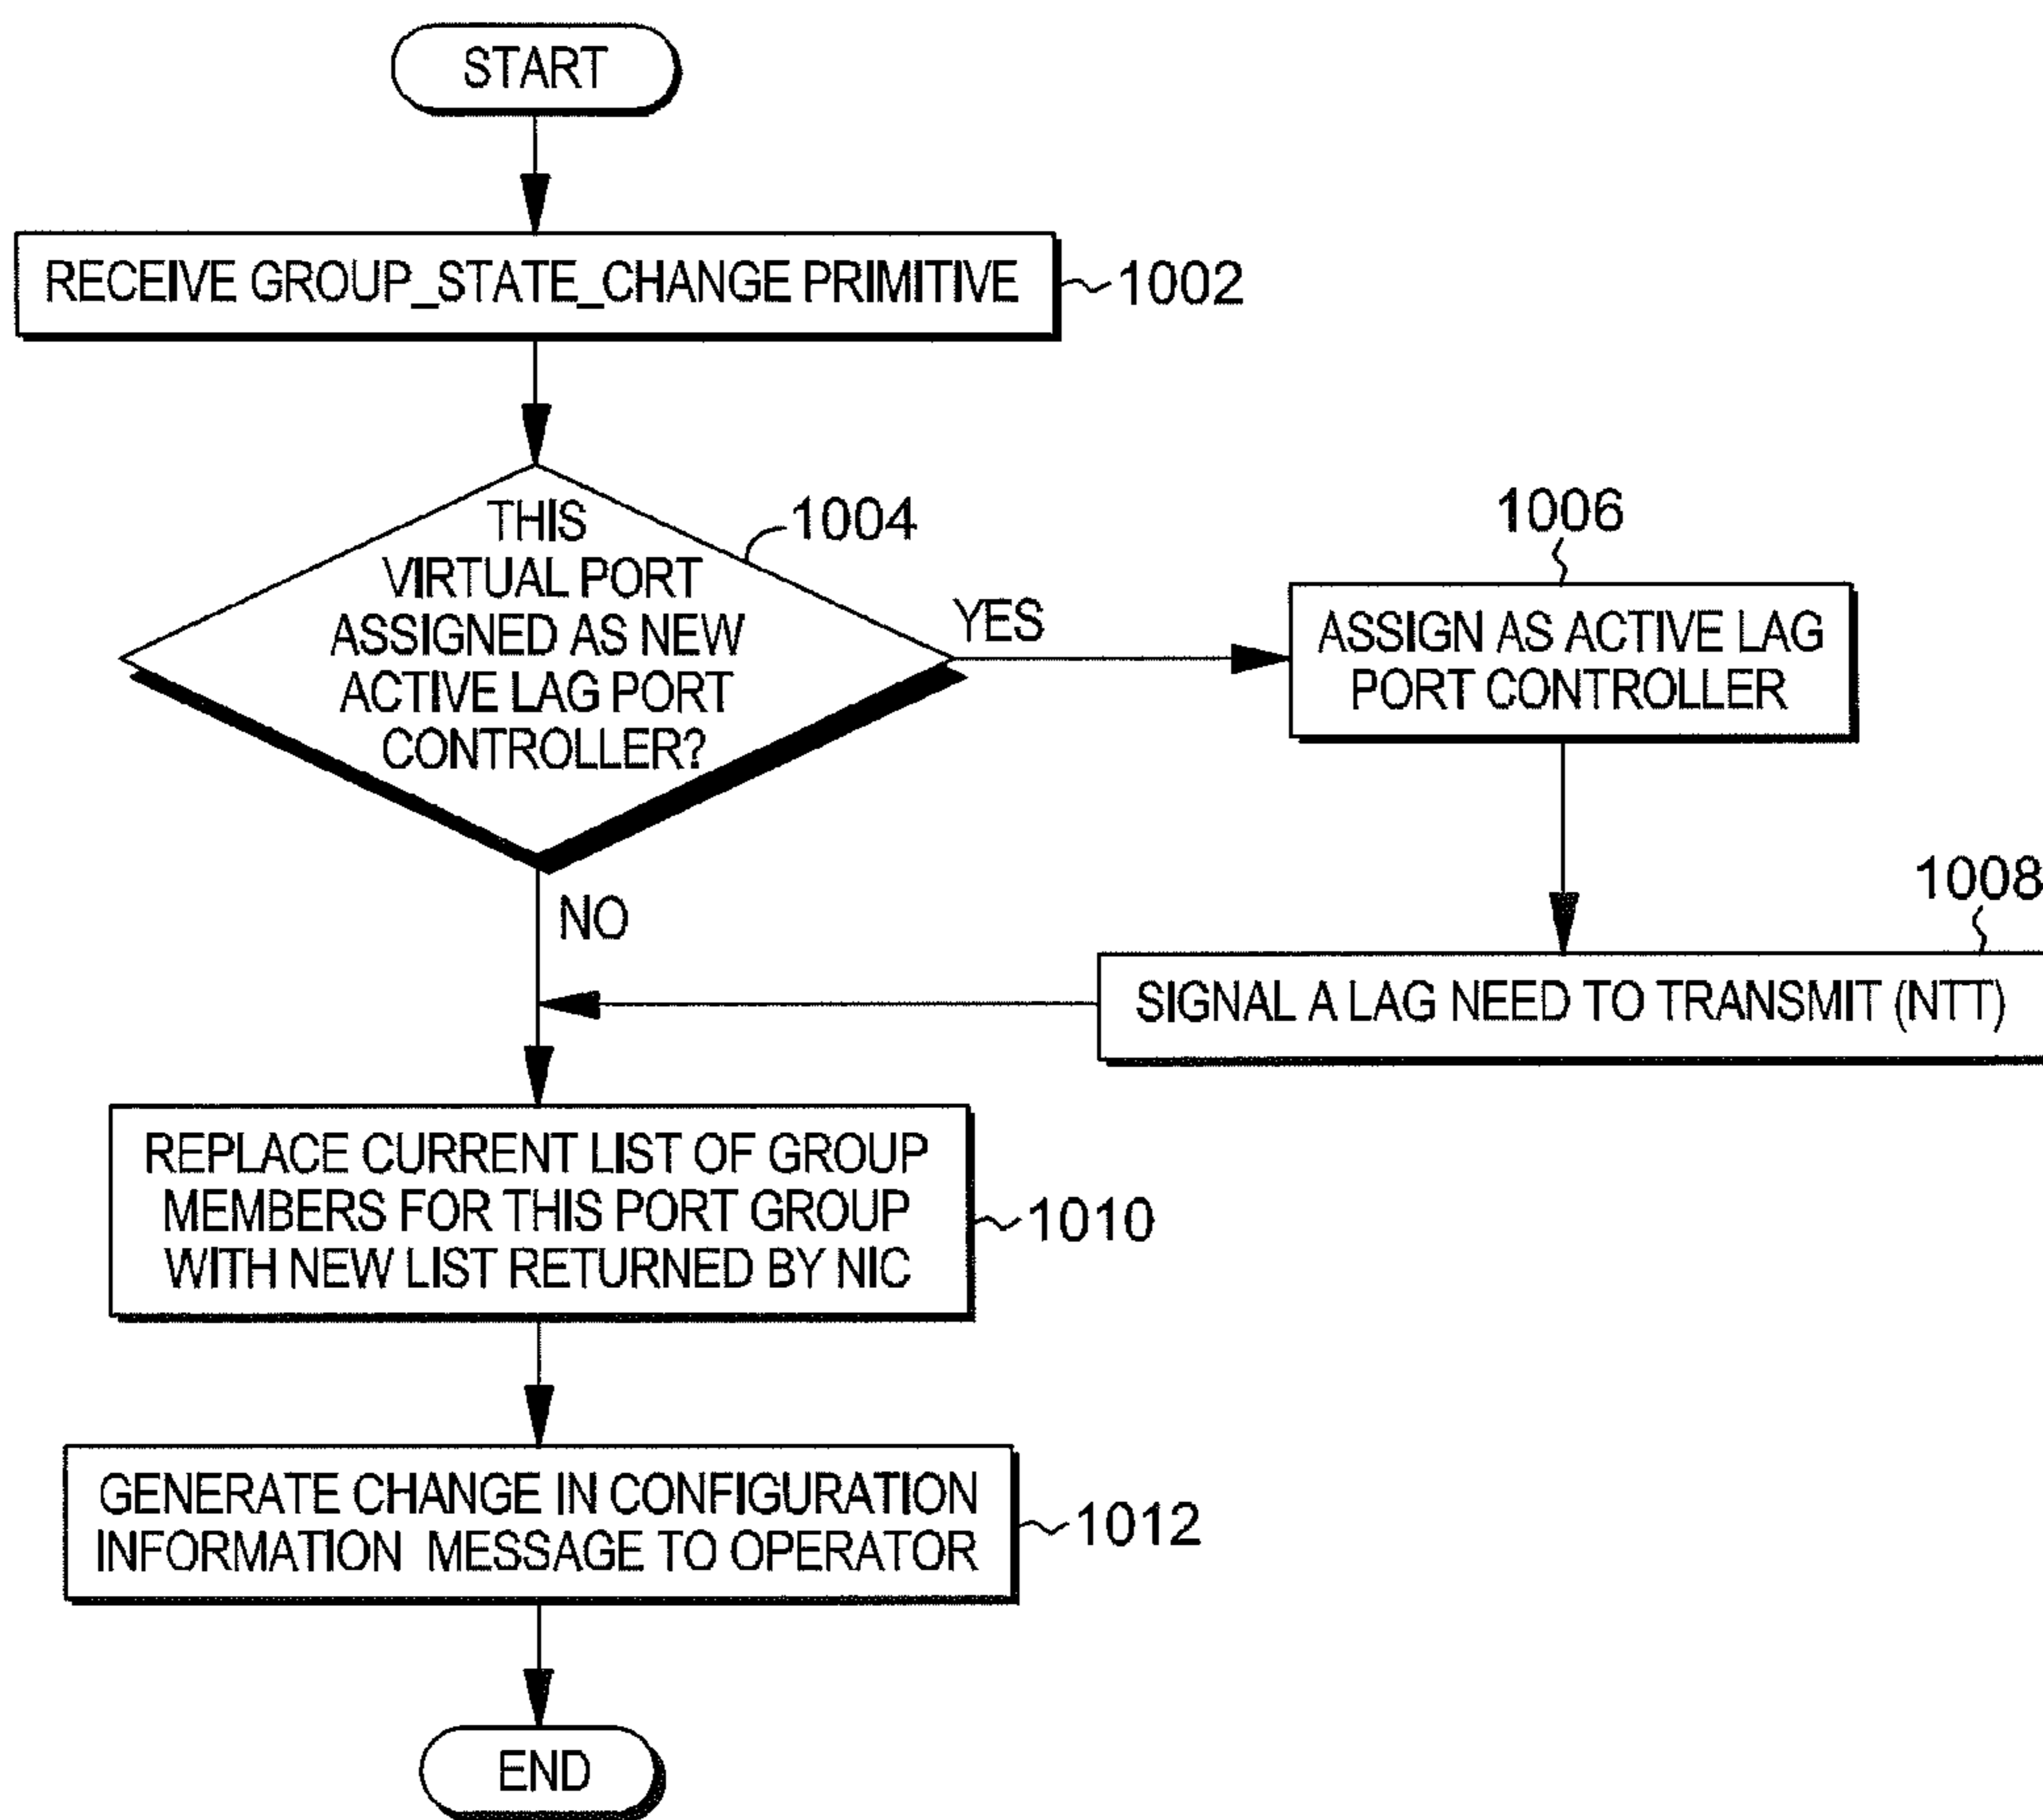 START
RECEIVE GROUP_STATE_CHANGE PRIMITIVE
1002
THIS
VIRTUAL PORT
ASSIGNED AS NEW
ACTIVE LAG PORT
CONTROLLER?
1004
YES
1006
ASSIGN AS ACTIVE LAG
PORT CONTROLLER
NO
1008
SIGNAL A LAG NEED TO TRANSMIT (NTT)
REPLACE CURRENT LIST OF GROUP
MEMBERS FOR THIS PORT GROUP
WITH NEW LIST RETURNED BY NIC
1010
GENERATE CHANGE IN CONFIGURATION
INFORMATION MESSAGE TO OPERATOR
1012
END